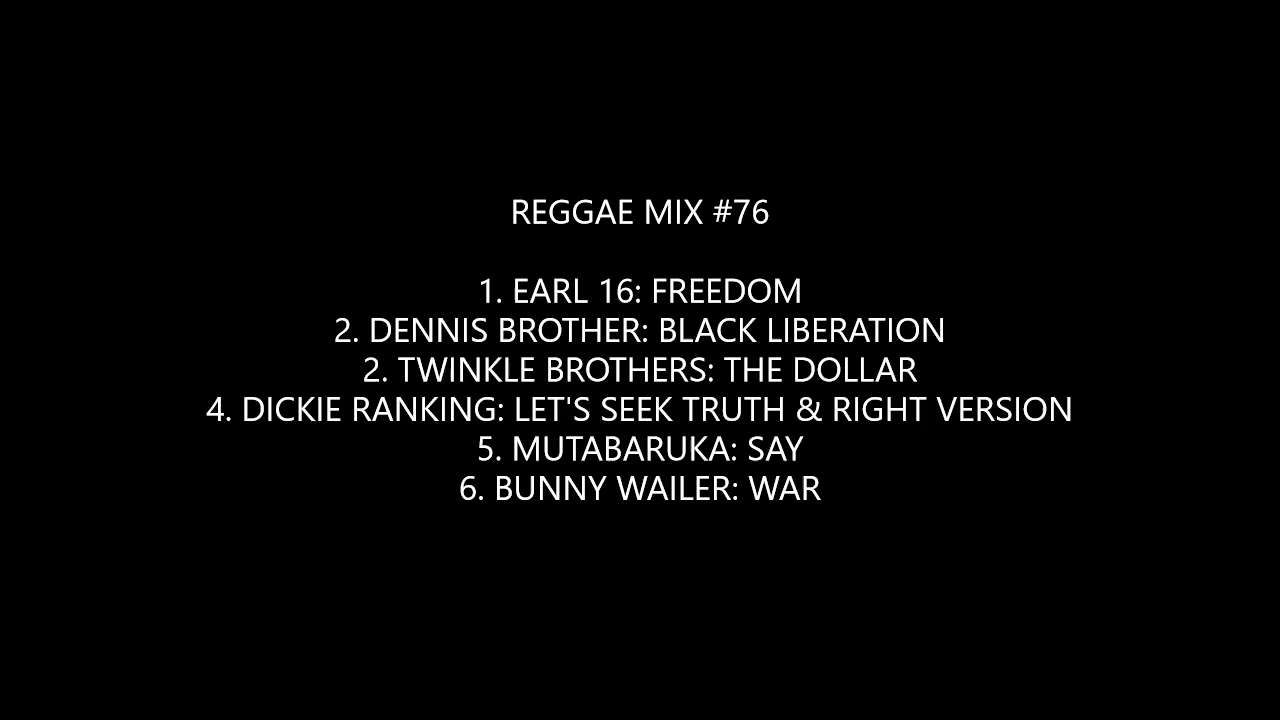 REGGAE MIX #76
1. EARL 16: FREEDOM
2. DENNIS BROTHER: BLACK LIBERATION
2. TWINKLE BROTHERS: THE DOLLAR
4. DICKIE RANKING: LET'S SEEK TRUTH & RIGHT VERSION
5. MUTABARUKA: SAY
6. BUNNY WAILER: WAR